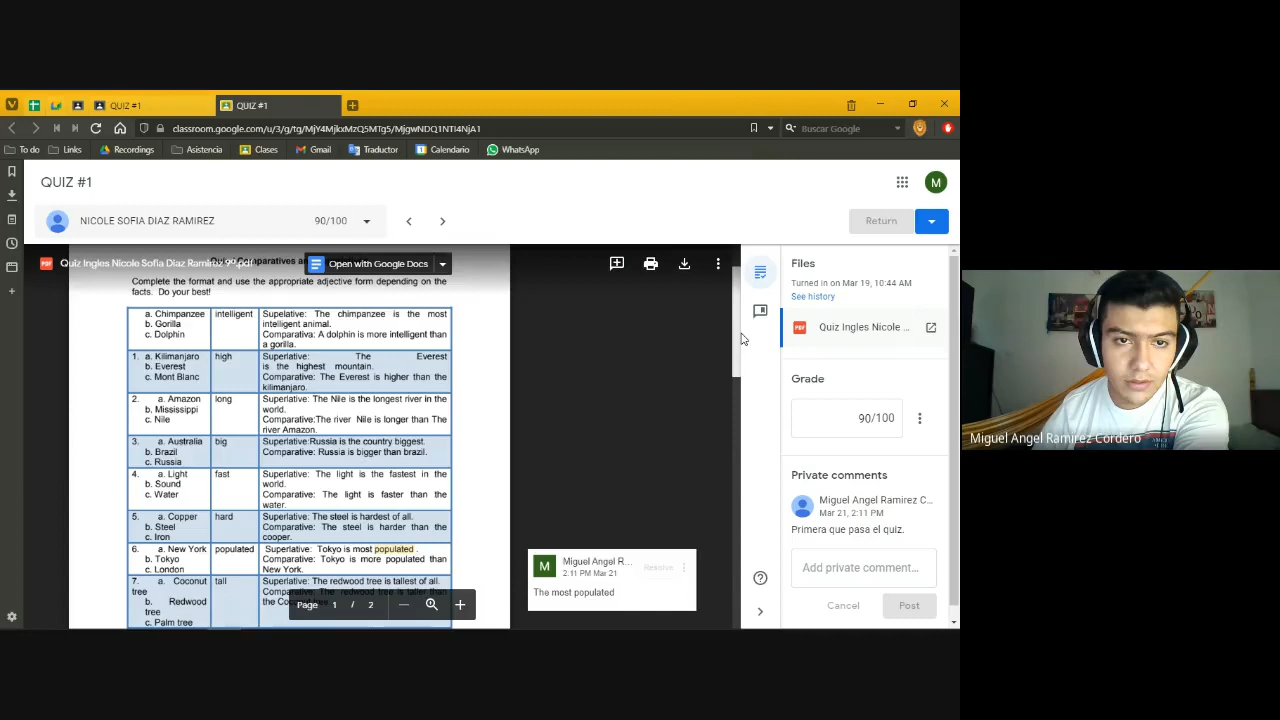 QUIZ #1
QUIZ #1
classroom.google.com/u/3/g/tg/MjY4MjkxMzQ5MTg5/MjgwNDQ1NTI4NjA1
Buscar Google
To do
Links
Recordings
Asistencia
Clases
Gmail
Traductor
Calendario
WhatsApp
QUIZ #1
M
NICOLE SOFIA DIAZ RAMIREZ 90/100
Return
Quiz Ingles Nicole Sofia Diaz Ramirez 9°.pdf
Open with Google Docs
Complete the format and use the appropriate adjective form depending on the
facts. Do your best!
a. Chimpanzee
b. Gorilla
c. Dolphin
intelligent
Supelative: The chimpanzee is the most
intelligent animal.
Comparativa: A dolphin is more intelligent than
a gorilla.
1. a. Kilimanjaro
b. Everest
c. Mont Blanc
high
Superlative: The Everest
is the highest mountain.
Comparative: The Everest is higher than the
kilimanjaro.
2. a. Amazon
b. Mississippi
c. Nile
long
Superlative: The Nile is the longest river in the
world.
Comparative:The river Nile is longer than The
river Amazon.
3. a. Australia
b. Brazil
c. Russia
big
Superlative:Russia is the country biggest.
Comparative: Russia is bigger than brazil.
4. a. Light
b. Sound
c. Water
fast
Superlative: The light is the fastest in the
world.
Comparative: The light is faster than the
water.
5. a. Copper
b. Steel
c. Iron
hard
Superlative: The steel is hardest of all.
Comparative: The steel is harder than the
cooper.
6. a. New York
b. Tokyo
c. London
populated
Superlative: Tokyo is most populated .
Comparative: Tokyo is more populated than
New York.
7. a. Coconut
tree
b. Redwood
tree
c. Palm tree
tall
Superlative: The redwood tree is tallest of all.
Comparative: The redwood tree is taller than
Page 1 / 2
M
Miguel Angel R...
2:11 PM Mar 21
Resolve
The most populated
Files
Turned in on Mar 19, 10:44 AM
See history
PDF
Quiz Ingles Nicole ...
Grade
90/100
Private comments
Miguel Angel Ramirez C...
Mar 21, 2:11 PM
Primera que pasa el quiz.
Add private comment...
Cancel
Post
Miguel Angel Ramirez Cordero